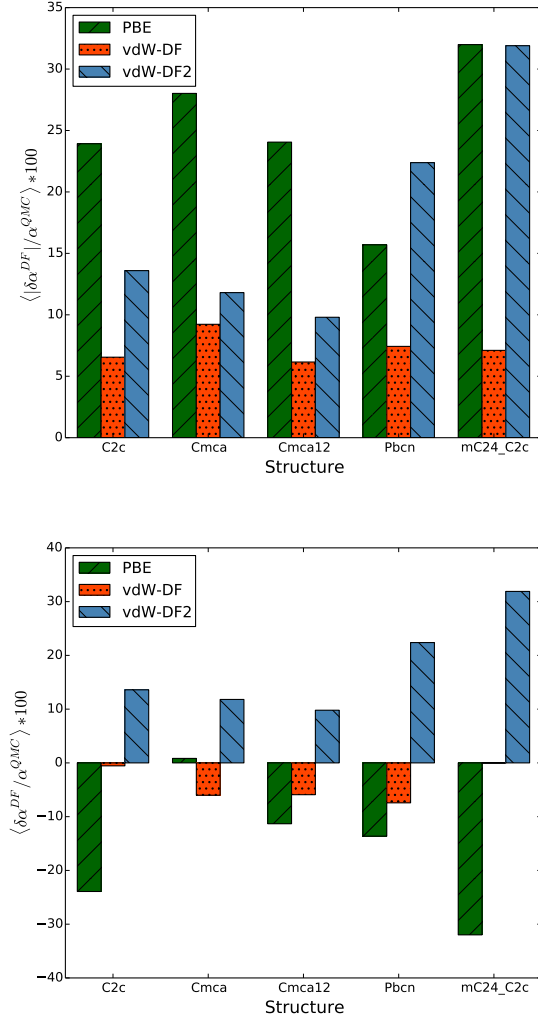 35
30
25
20
15
10
5
0
⟨|δα^{DF}|/α^{QMC}⟩ *100
PBE
vdW-DF
vdW-DF2
C2c Cmca Cmca12 Pbcn mC24_C2c
Structure
40
30
20
10
0
−10
−20
−30
−40
⟨δα^{DF}/α^{QMC}⟩ *100
PBE
vdW-DF
vdW-DF2
C2c Cmca Cmca12 Pbcn mC24_C2c
Structure